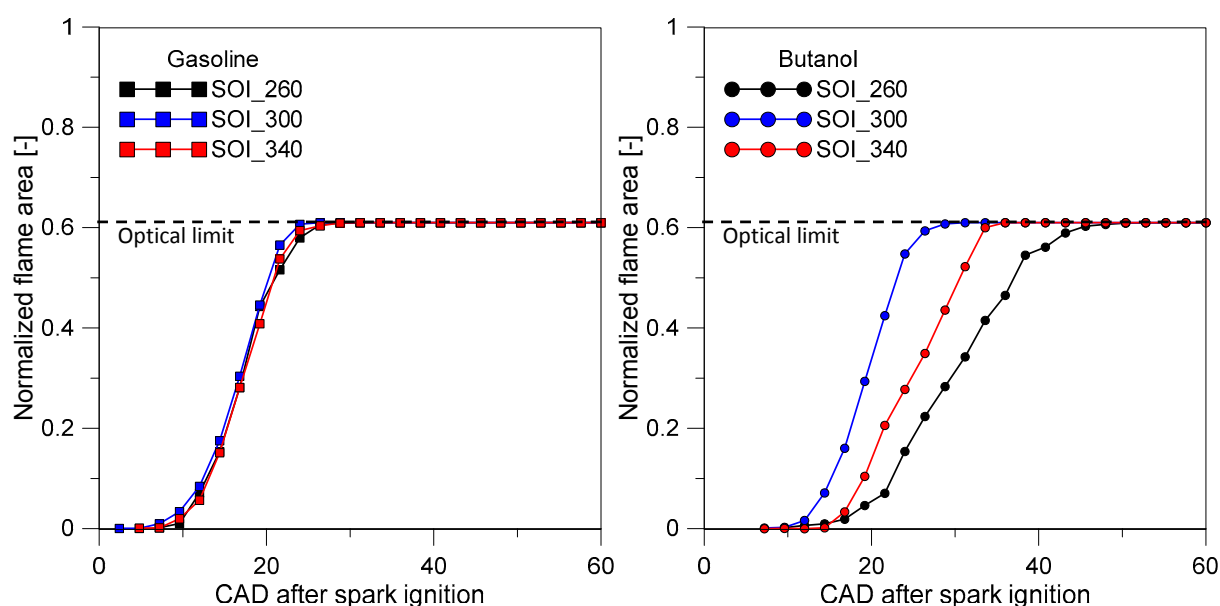 Normalized flame area [-]
1
0.8
0.6
0.4
0.2
0
Gasoline
SOI_260
SOI_300
SOI_340
Optical limit
0
20
40
60
CAD after spark ignition
Normalized flame area [-]
1
0.8
0.6
0.4
0.2
0
Butanol
SOI_260
SOI_300
SOI_340
Optical limit
0
20
40
60
CAD after spark ignition